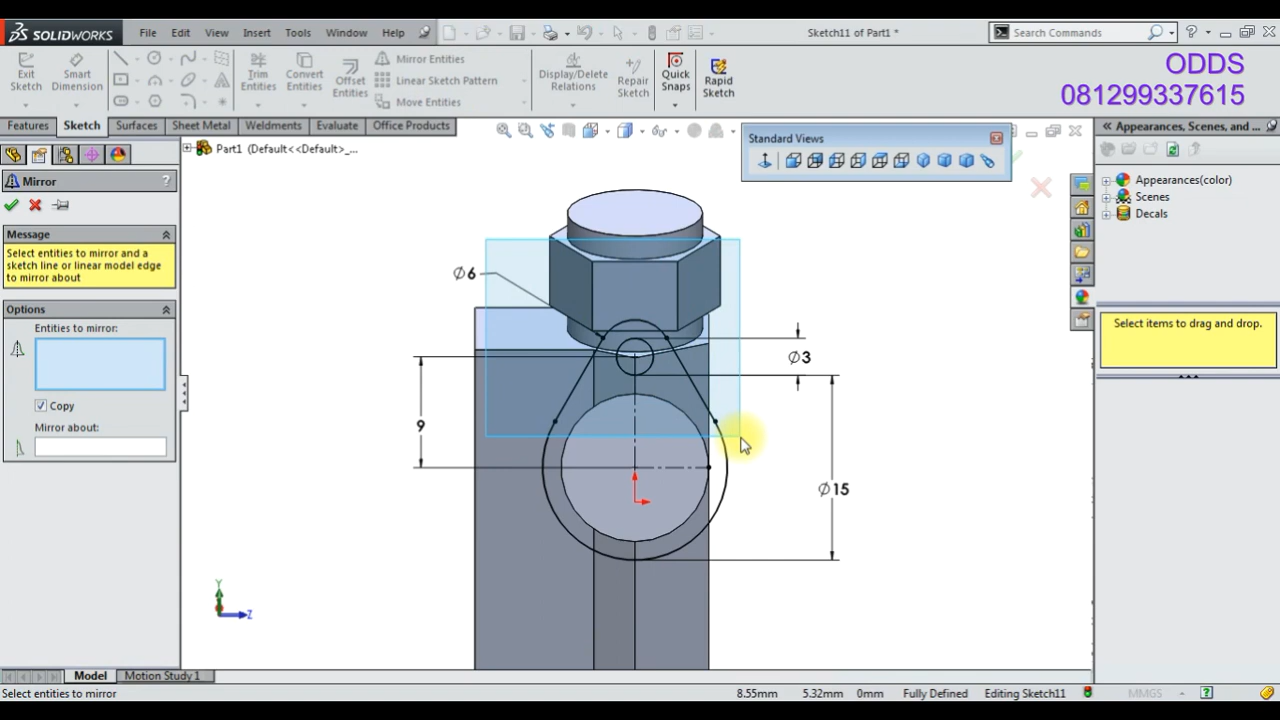 SOLIDWORKS File Edit View Insert Tools Window Help Sketch11 of Part1 * Search Commands
ODDS
081299337615
Exit Sketch
Smart Dimension
Trim Entities
Convert Entities
Offset Entities
Mirror Entities
Linear Sketch Pattern
Move Entities
Display/Delete Relations
Repair Sketch
Quick Snaps
Rapid Sketch
Features Sketch Surfaces Sheet Metal Weldments Evaluate Office Products
Standard Views
Appearances, Scenes, and ...
Part1 (Default<<Default>_...
Mirror
Message
Select entities to mirror and a
sketch line or linear model edge
to mirror about
Options
Entities to mirror:
Copy
Mirror about:
Appearances(color)
Scenes
Decals
Select items to drag and drop.
Ø6
Ø3
9
Ø15
Y
Z
Model Motion Study 1
Select entities to mirror 8.55mm 5.32mm 0mm Fully Defined Editing Sketch11 MMGS